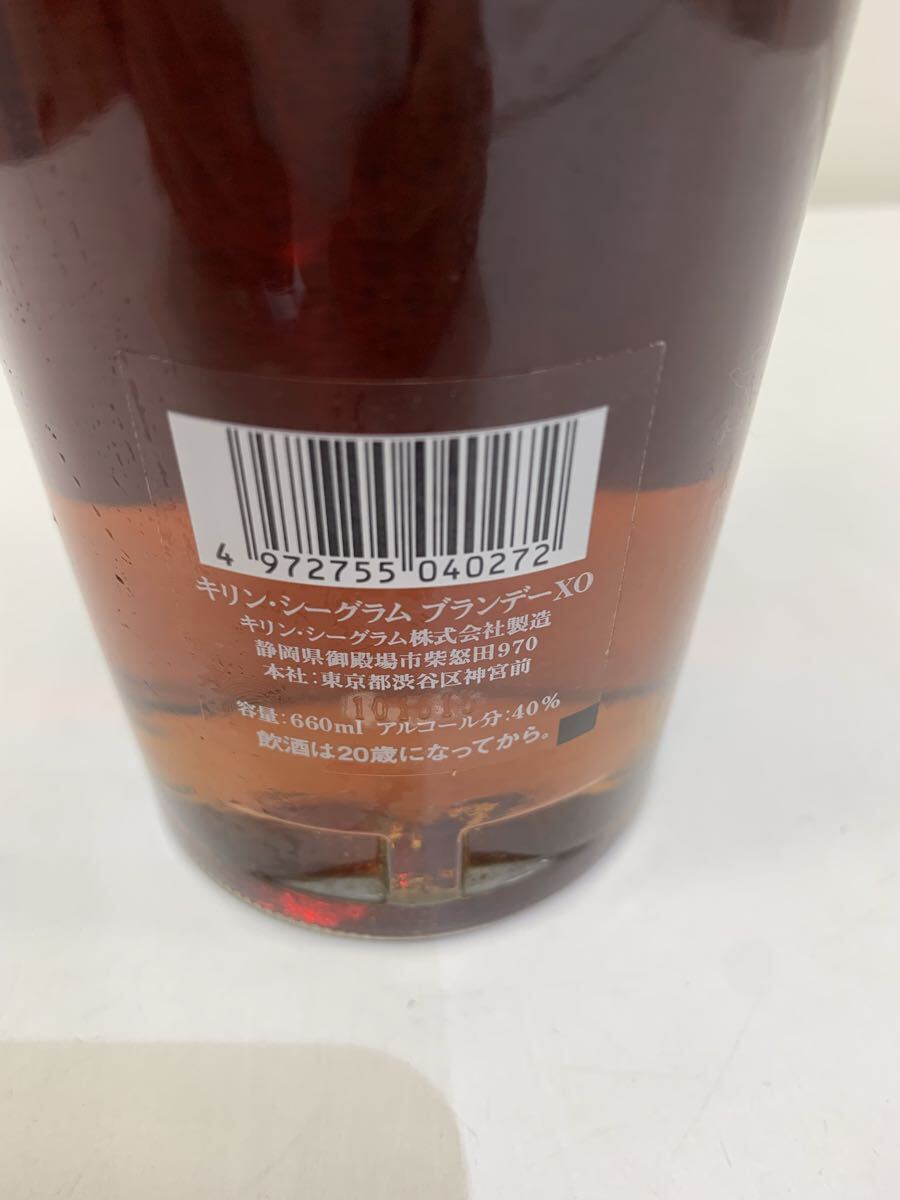 4 972755 040272
キリン・シーグラム ブランデーXO
キリン・シーグラム株式会社製造
静岡県御殿場市柴怒田970
本社:東京都渋谷区神宮前
容量:660ml アルコール分:40%
飲酒は20歳になってから。